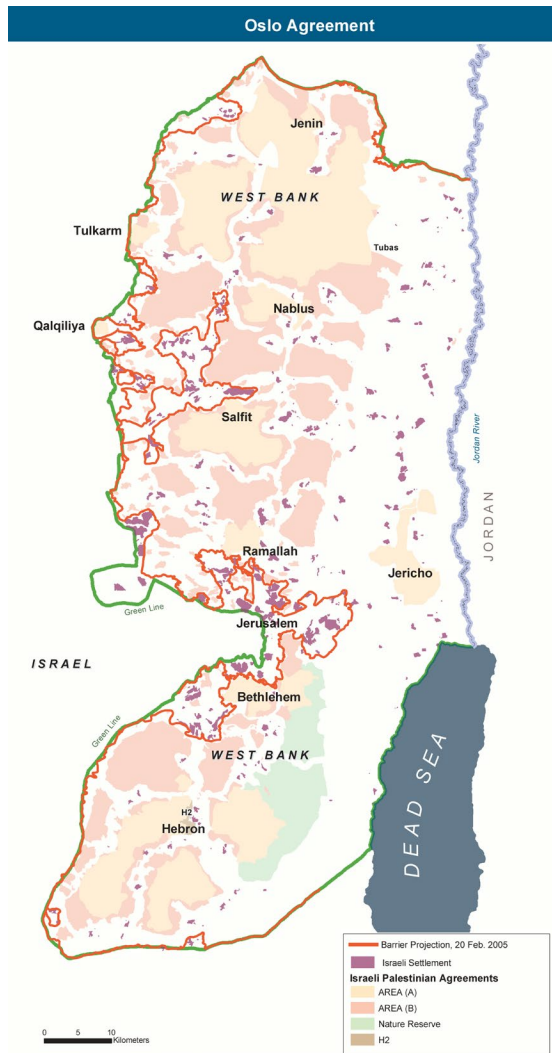 Oslo Agreement
Jenin
WEST BANK
Tulkarm
Tubas
Nablus
Qalqiliya
Salfit
Jordan River
JORDAN
Ramallah
Jericho
Green Line
Jerusalem
ISRAEL
Bethlehem
Green Line
WEST BANK
H2
Hebron
DEAD SEA
Barrier Projection, 20 Feb. 2005
Israeli Settlement
Israeli Palestinian Agreements
AREA (A)
AREA (B)
Nature Reserve
H2
0 5 10
Kilometers